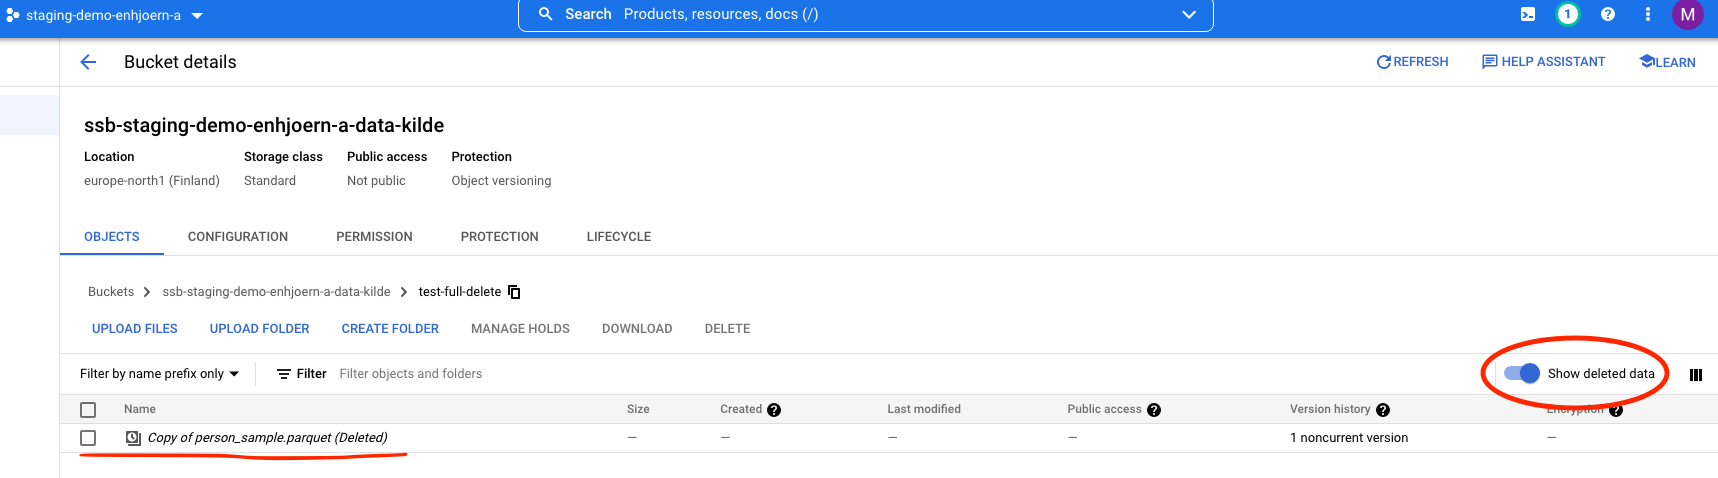 staging-demo-enhjoern-a Search Products, resources, docs (/) 1 M
Bucket details REFRESH HELP ASSISTANT LEARN
ssb-staging-demo-enhjoern-a-data-kilde
Location Storage class Public access Protection
europe-north1 (Finland) Standard Not public Object versioning
OBJECTS CONFIGURATION PERMISSION PROTECTION LIFECYCLE
Buckets > ssb-staging-demo-enhjoern-a-data-kilde > test-full-delete
UPLOAD FILES UPLOAD FOLDER CREATE FOLDER MANAGE HOLDS DOWNLOAD DELETE
Filter by name prefix only Filter Filter objects and folders Show deleted data
Name Size Created Last modified Public access Version history Encryption
Copy of person_sample.parquet (Deleted) — — — — 1 noncurrent version —